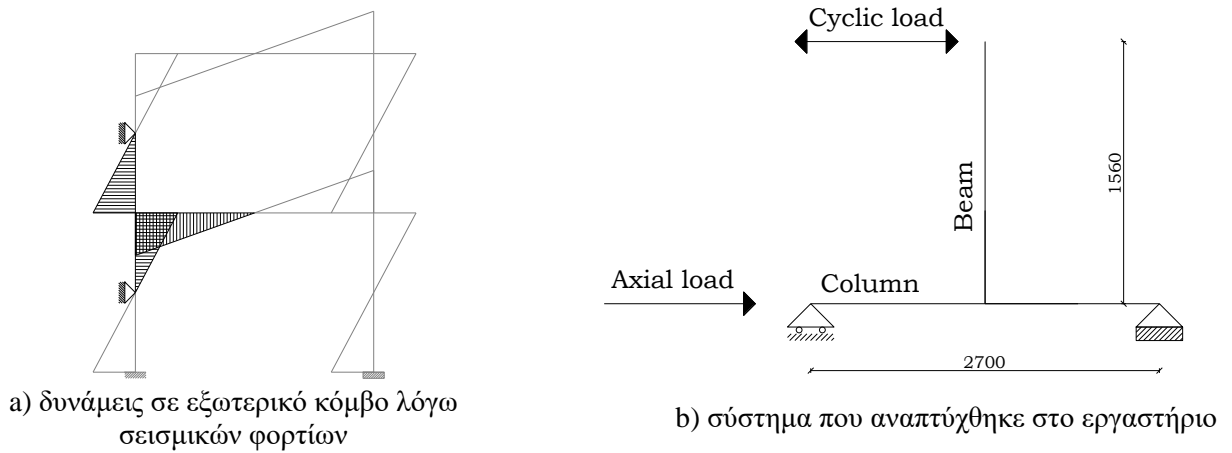 Cyclic load
Beam
1560
Axial load
Column
2700
a) δυνάμεις σε εξωτερικό κόμβο λόγω
σεισμικών φορτίων
b) σύστημα που αναπτύχθηκε στο εργαστήριο